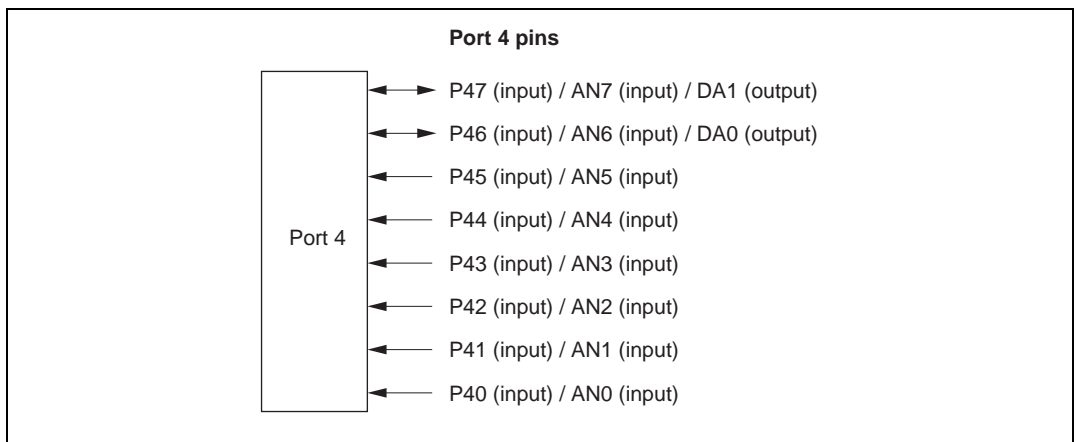 Port 4 pins
P47 (input) / AN7 (input) / DA1 (output)
P46 (input) / AN6 (input) / DA0 (output)
P45 (input) / AN5 (input)
P44 (input) / AN4 (input)
Port 4
P43 (input) / AN3 (input)
P42 (input) / AN2 (input)
P41 (input) / AN1 (input)
P40 (input) / AN0 (input)